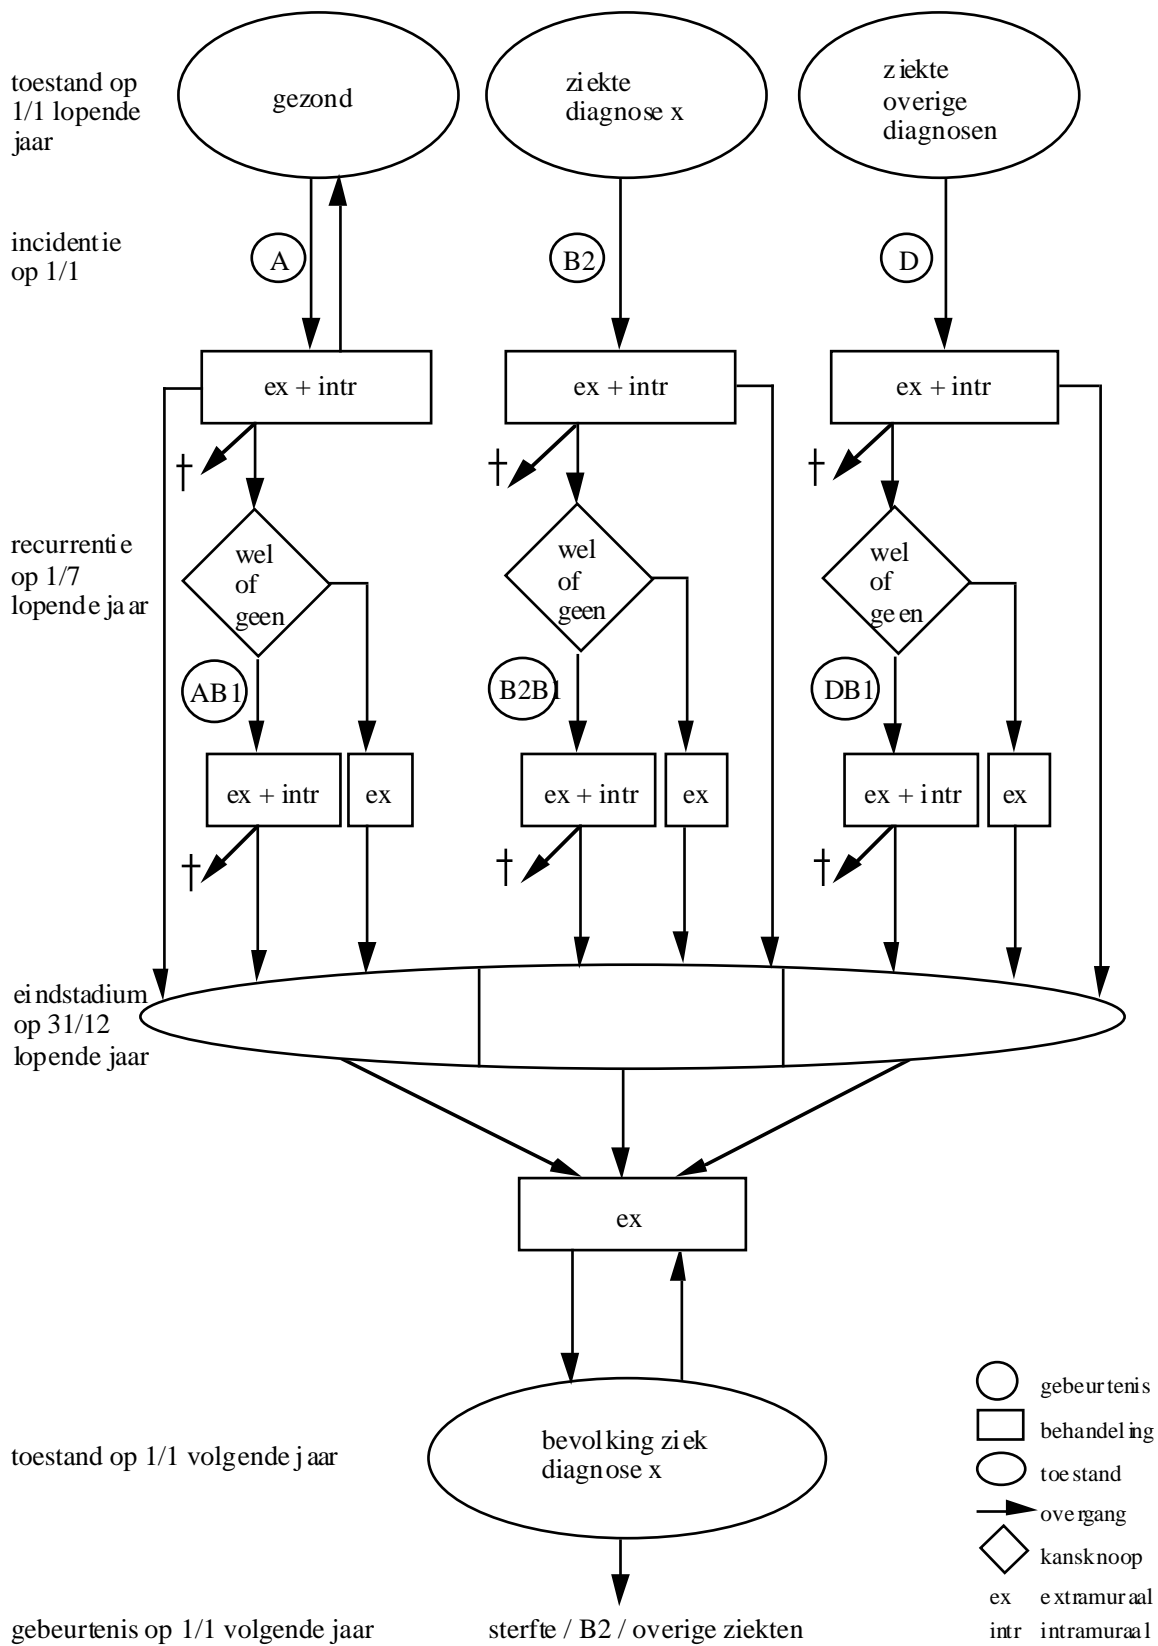 toestand op
1/1 lopende
jaar
gezond
ziekte
diagnose x
ziekte
overige
diagnosen
incidentie
op 1/1
A
B2
D
ex + intr
ex + intr
ex + intr
†
†
†
recurrentie
op 1/7
lopende jaar
wel
of
geen
wel
of
geen
wel
of
geen
AB1
B2B1
DB1
ex + intr
ex
ex + intr
ex
ex + intr
ex
†
†
†
eindstadium
op 31/12
lopende jaar
ex
toestand op 1/1 volgende jaar
bevolking ziek
diagnose x
gebeurtenis op 1/1 volgende jaar
sterfte / B2 / overige ziekten
gebeurtenis
behandeling
toestand
overgang
kansknoop
ex extramuraal
intr intramuraal